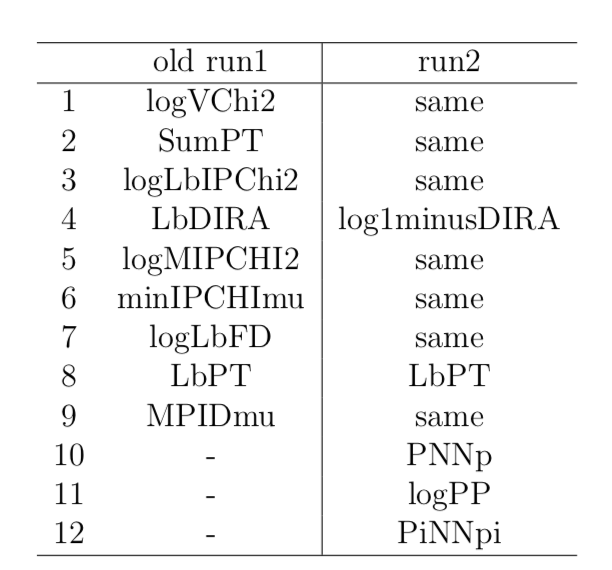 old run1 run2
1 logVChi2 same
2 SumPT same
3 logLbIPChi2 same
4 LbDIRA log1minusDIRA
5 logMIPCHI2 same
6 minIPCHImu same
7 logLbFD same
8 LbPT LbPT
9 MPIDmu same
10 - PNNp
11 - logPP
12 - PiNNpi